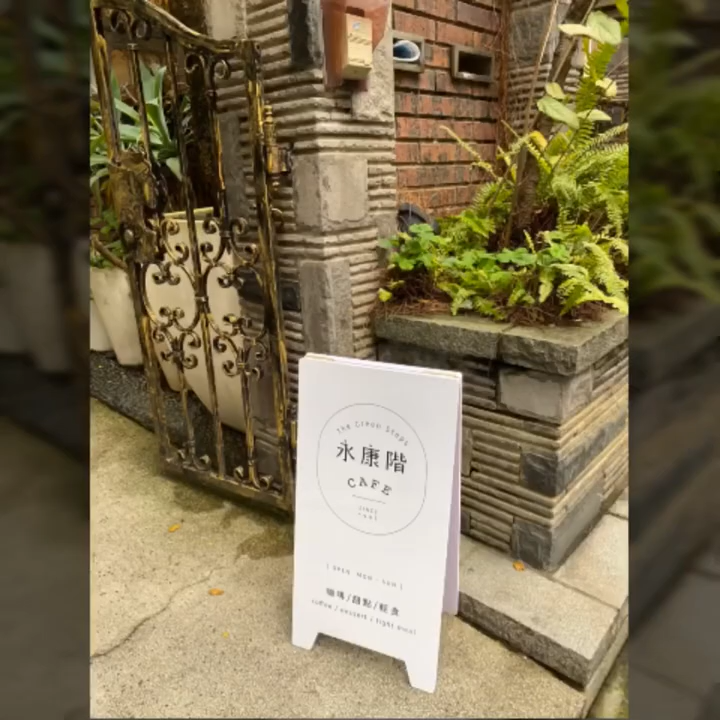 The Green Steps
永康階
CAFE
SINCE
[ OPEN MON - SUN ]
咖啡/甜點/輕食
coffee / dessert / light meal